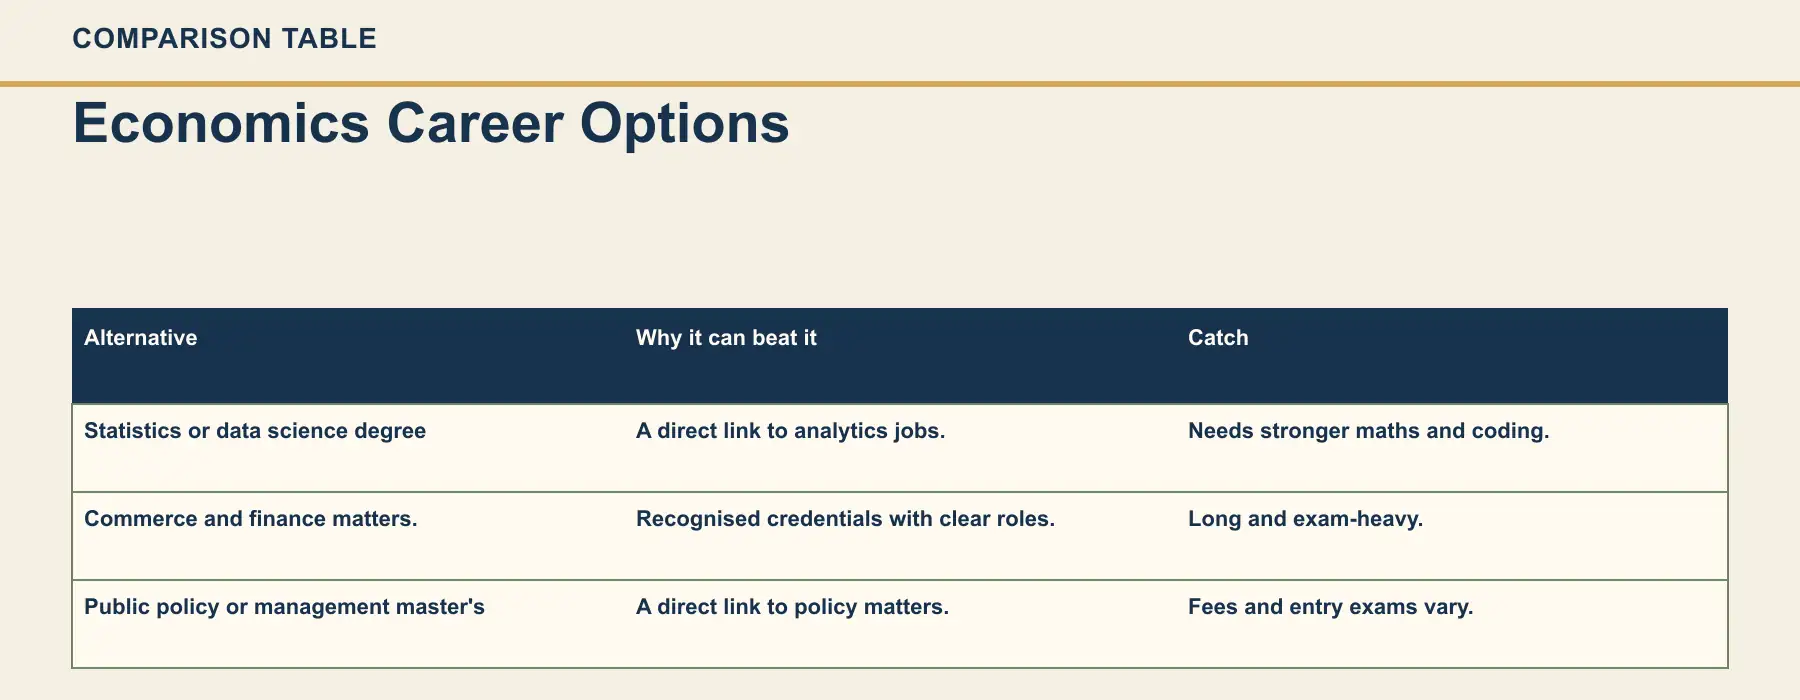 COMPARISON TABLE
Economics Career Options
Alternative Why it can beat it Catch
Statistics or data science degree A direct link to analytics jobs. Needs stronger maths and coding.
Commerce and finance matters. Recognised credentials with clear roles. Long and exam-heavy.
Public policy or management master's A direct link to policy matters. Fees and entry exams vary.